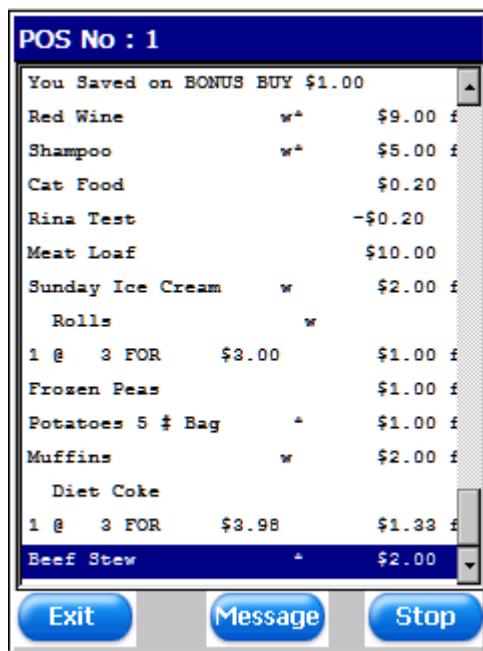 POS No : 1
You Saved on BONUS BUY $1.00
Red Wine w* $9.00 f
Shampoo w* $5.00 f
Cat Food $0.20
Rina Test -$0.20
Meat Loaf $10.00
Sunday Ice Cream w $2.00 f
Rolls w
1 @ 3 FOR $3.00 $1.00 f
Frozen Peas $1.00 f
Potatoes 5 # Bag * $1.00 f
Muffins w $2.00 f
Diet Coke
1 @ 3 FOR $3.98 $1.33 f
Beef Stew * $2.00
Exit Message Stop